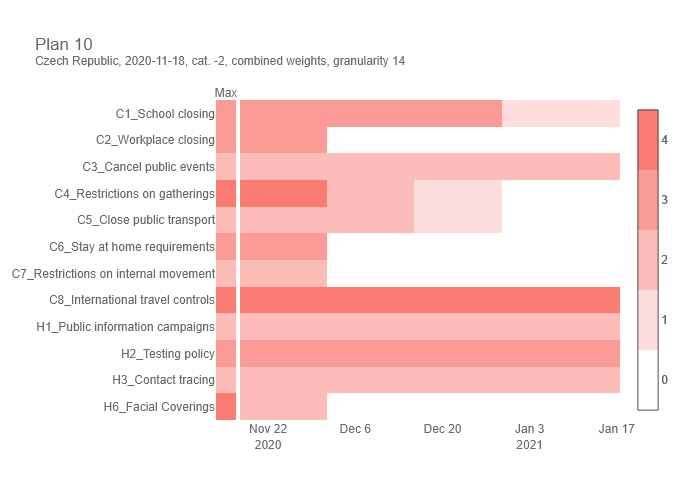 Plan 10
Czech Republic, 2020-11-18, cat. -2, combined weights, granularity 14
Max
C1_School closing
C2_Workplace closing
C3_Cancel public events
C4_Restrictions on gatherings
C5_Close public transport
C6_Stay at home requirements
C7_Restrictions on internal movement
C8_International travel controls
H1_Public information campaigns
H2_Testing policy
H3_Contact tracing
H6_Facial Coverings
Nov 22 Dec 6 Dec 20 Jan 3 Jan 17
2020 2021
4
3
2
1
0